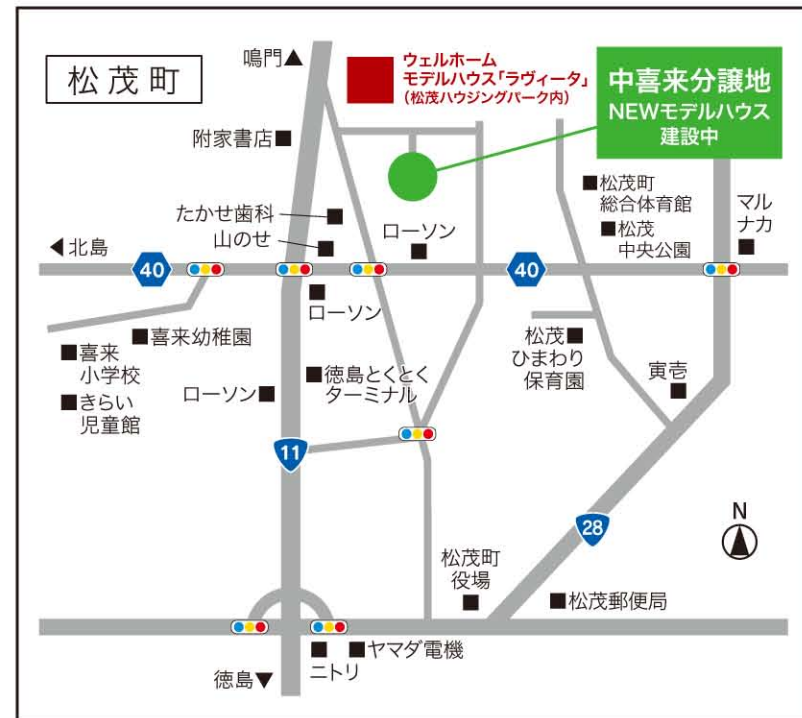 松茂町
鳴門▲
ウェルホーム
モデルハウス「ラヴィータ」
(松茂ハウジングパーク内)
中喜来分譲地
NEWモデルハウス
建設中
附家書店■
■松茂町
総合体育館
■松茂
中央公園
マル
ナカ
たかせ歯科
山のせ
ローソン
◀北島
40
40
ローソン
■喜来幼稚園
■喜来
小学校
■きらい
児童館
ローソン■
■徳島とくとく
ターミナル
松茂■
ひまわり
保育園
寅壱
11
28
N
松茂町
役場
■松茂郵便局
■ヤマダ電機
ニトリ
徳島▼